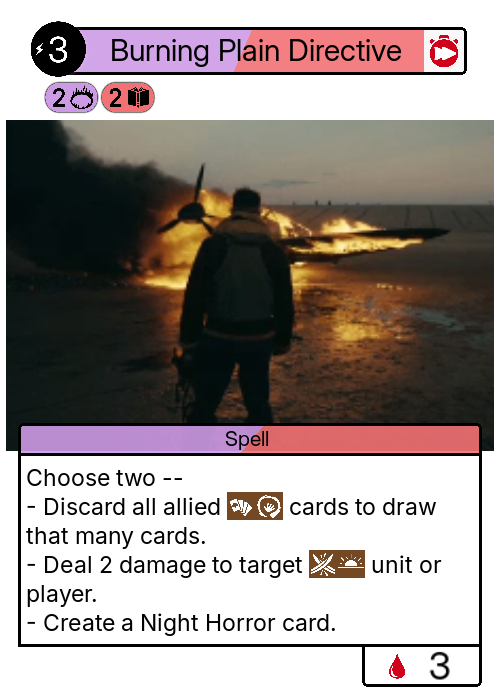 3 Burning Plain Directive
2 2
Spell
Choose two --
- Discard all allied cards to draw
that many cards.
- Deal 2 damage to target unit or
player.
- Create a Night Horror card.
3